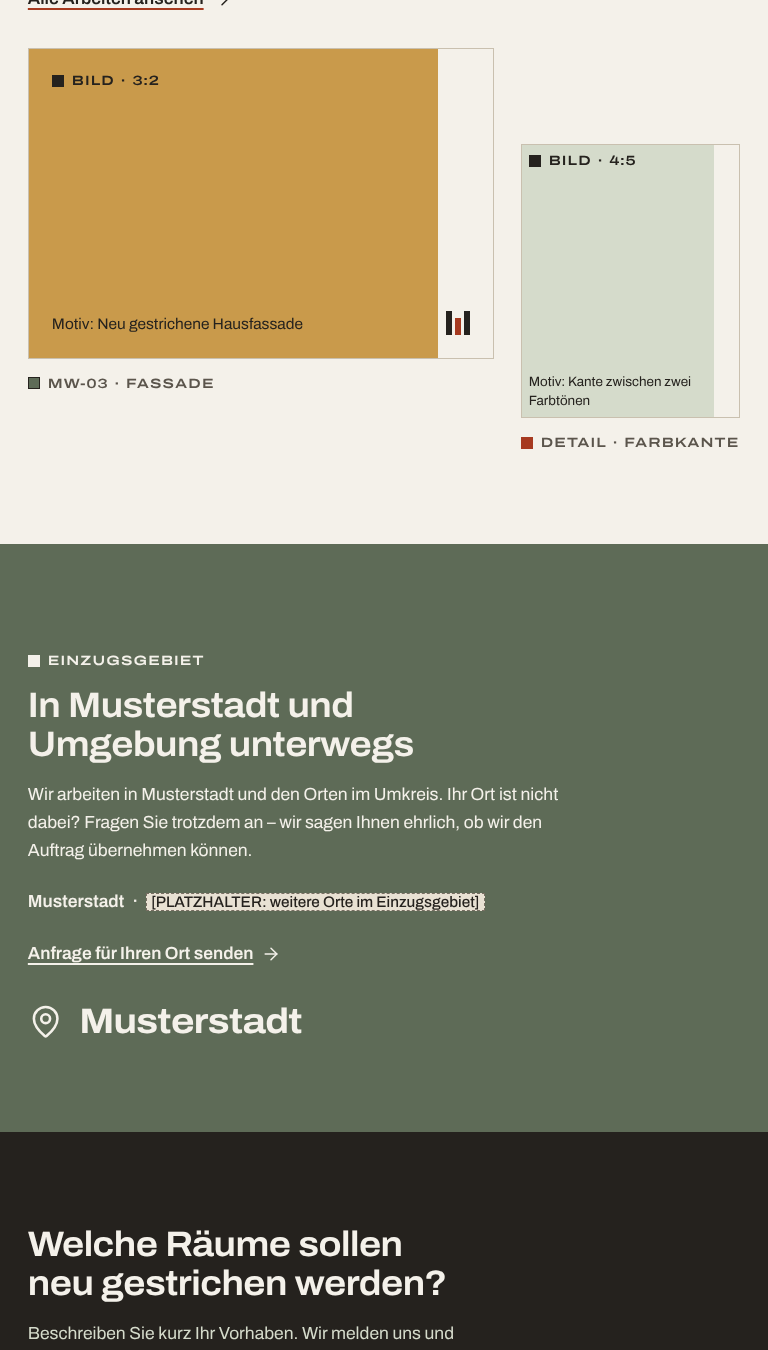 Alle Arbeiten ansehen
BILD · 3:2
Motiv: Neu gestrichene Hausfassade
MW-03 · FASSADE
BILD · 4:5
Motiv: Kante zwischen zwei
Farbtönen
DETAIL · FARBKANTE
EINZUGSGEBIET
In Musterstadt und
Umgebung unterwegs
Wir arbeiten in Musterstadt und den Orten im Umkreis. Ihr Ort ist nicht
dabei? Fragen Sie trotzdem an – wir sagen Ihnen ehrlich, ob wir den
Auftrag übernehmen können.
Musterstadt · [PLATZHALTER: weitere Orte im Einzugsgebiet]
Anfrage für Ihren Ort senden
Musterstadt
Welche Räume sollen
neu gestrichen werden?
Beschreiben Sie kurz Ihr Vorhaben. Wir melden uns und